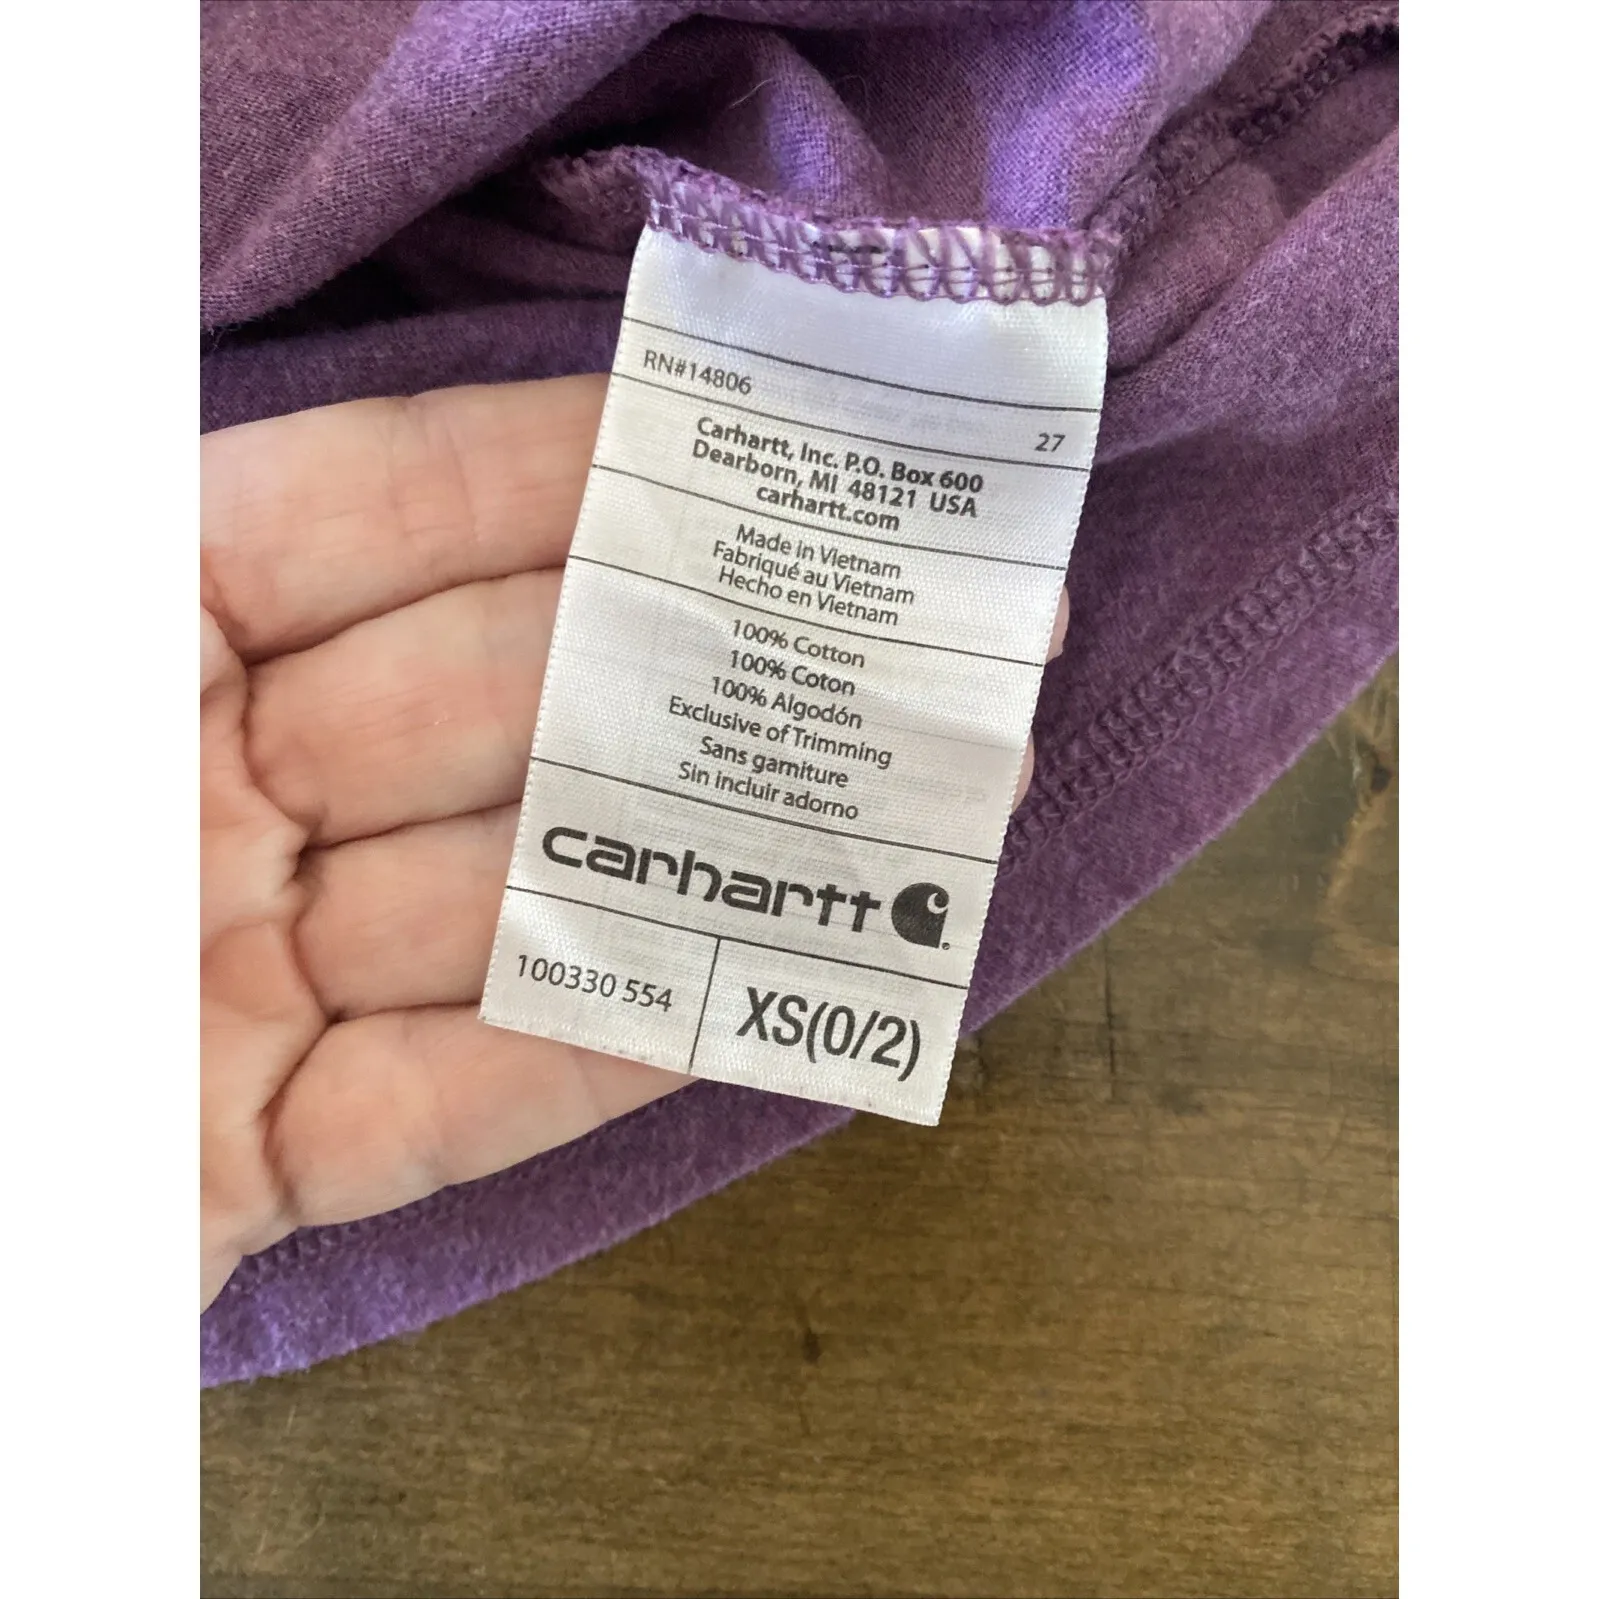 RN#14806
27
Carhartt, Inc. P.O. Box 600
Dearborn, MI 48121 USA
carhartt.com
Made in Vietnam
Fabriqué au Vietnam
Hecho en Vietnam
100% Cotton
100% Coton
100% Algodón
Exclusive of Trimming
Sans garniture
Sin incluir adorno
carhartt
100330 554
XS(0/2)